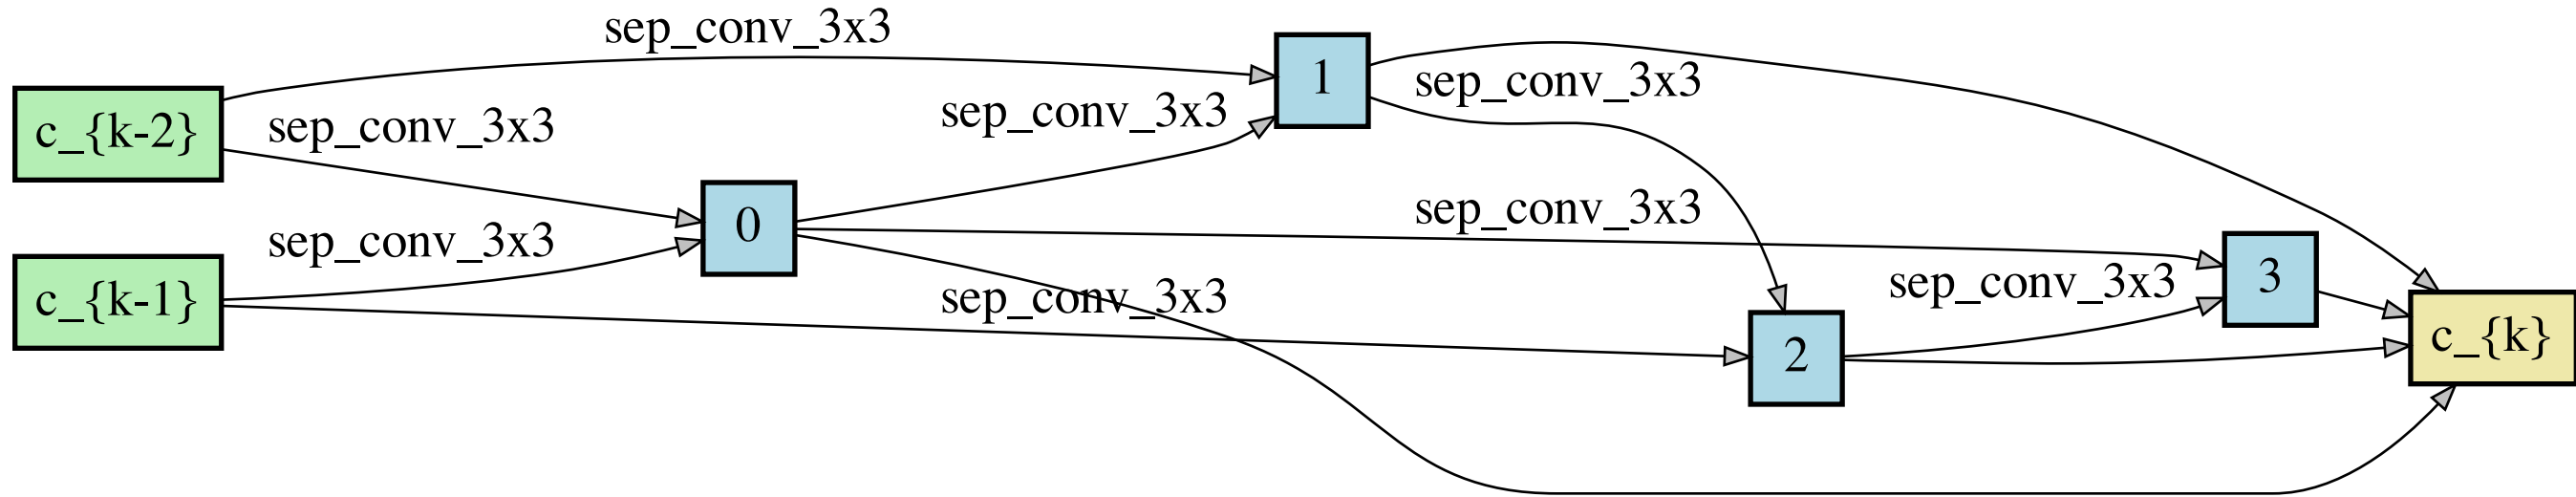 sep_conv_3x3
c_{k-2}
sep_conv_3x3
sep_conv_3x3
1
sep_conv_3x3
sep_conv_3x3
0
sep_conv_3x3
c_{k-1}
sep_conv_3x3
sep_conv_3x3
3
2
c_{k}